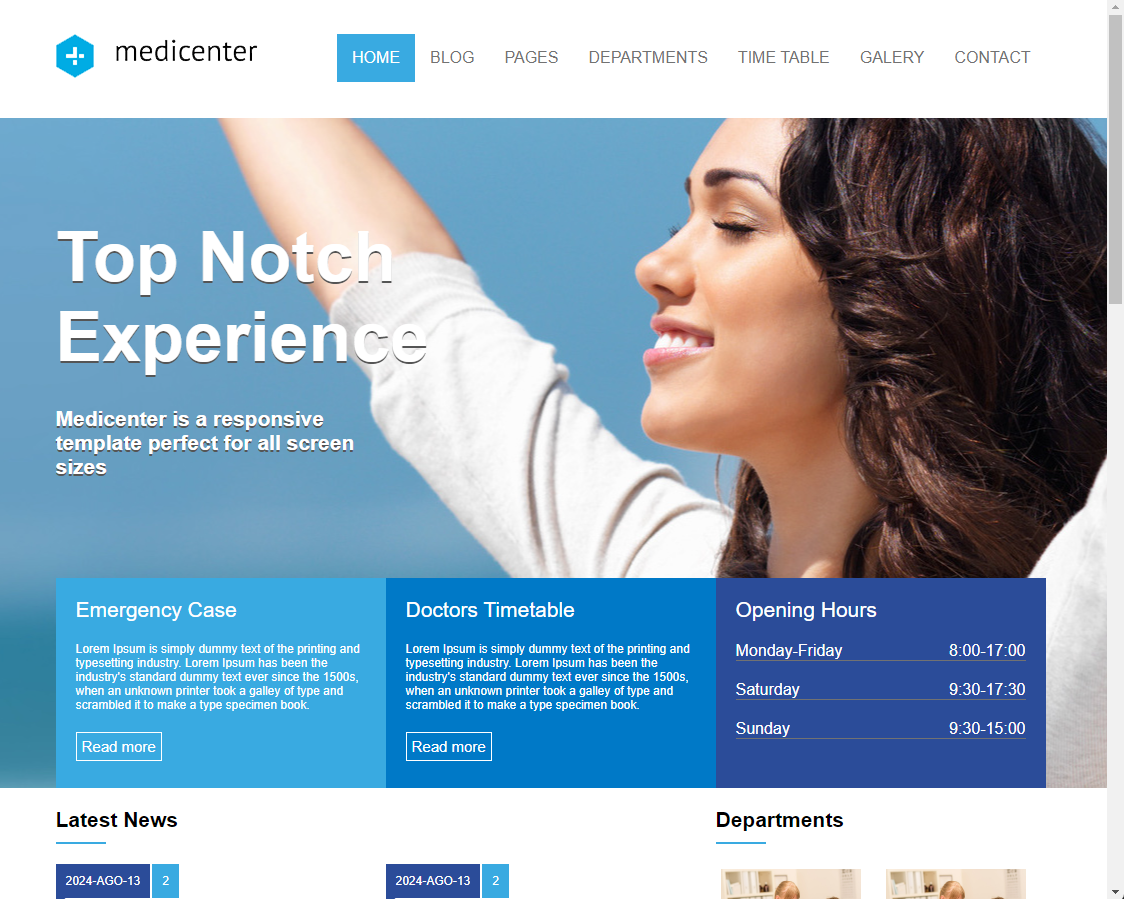 medicenter
HOME BLOG PAGES DEPARTMENTS TIME TABLE GALERY CONTACT
Top Notch
Experience
Medicenter is a responsive
template perfect for all screen
sizes
Emergency Case
Lorem Ipsum is simply dummy text of the printing and
typesetting industry. Lorem Ipsum has been the
industry's standard dummy text ever since the 1500s,
when an unknown printer took a galley of type and
scrambled it to make a type specimen book.
Read more
Doctors Timetable
Lorem Ipsum is simply dummy text of the printing and
typesetting industry. Lorem Ipsum has been the
industry's standard dummy text ever since the 1500s,
when an unknown printer took a galley of type and
scrambled it to make a type specimen book.
Read more
Opening Hours
Monday-Friday 8:00-17:00
Saturday 9:30-17:30
Sunday 9:30-15:00
Latest News
2024-AGO-13 2
2024-AGO-13 2
Departments